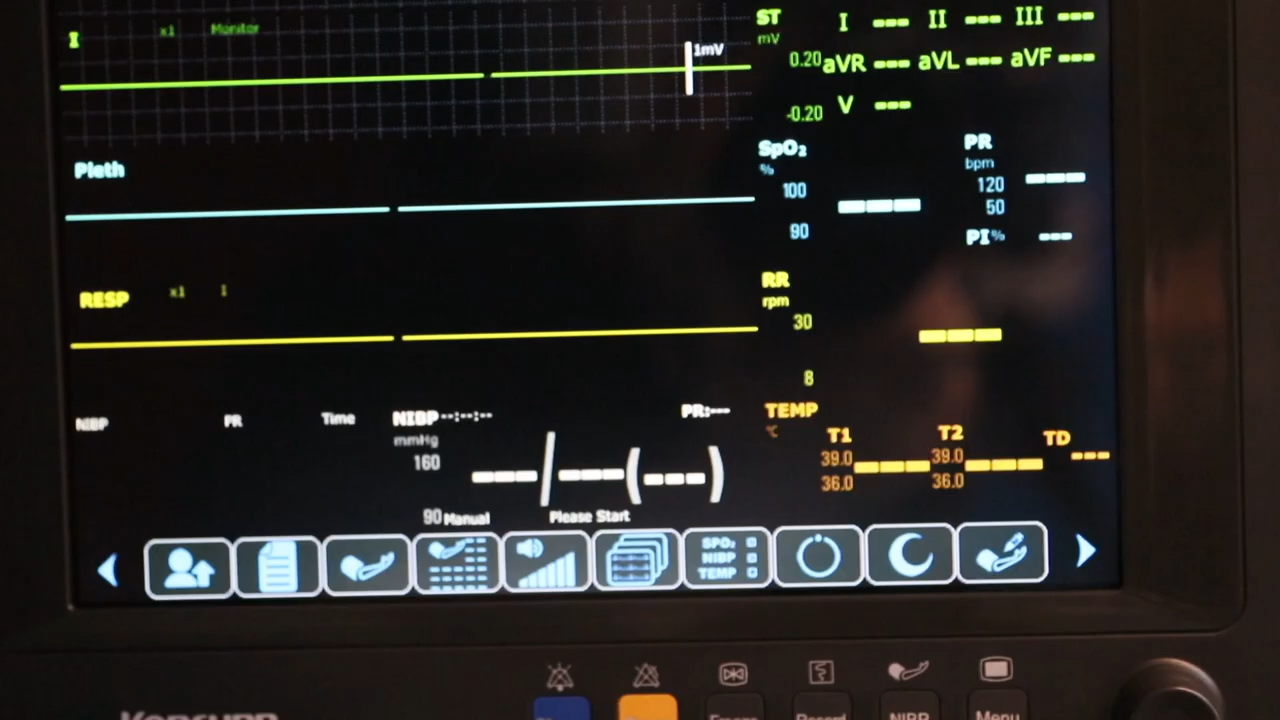 I x1 Monitor
1mV
ST I --- II --- III ---
mV
0.20 aVR --- aVL --- aVF ---
-0.20 V ---
Pleth
SpO₂ PR
% bpm
100 --- 120 ---
90 50
PI% ---
RESP x1 I
RR
rpm
30 ---
8
NIBP PR Time NIBP --:--:-- PR:---
mmHg
160 ---/---(---)
90 Manual Please Start
TEMP
°C T1 T2 TD
39.0 --- 39.0 --- ---
36.0 36.0
SPO₂
NIBP
TEMP
NIBP Menu